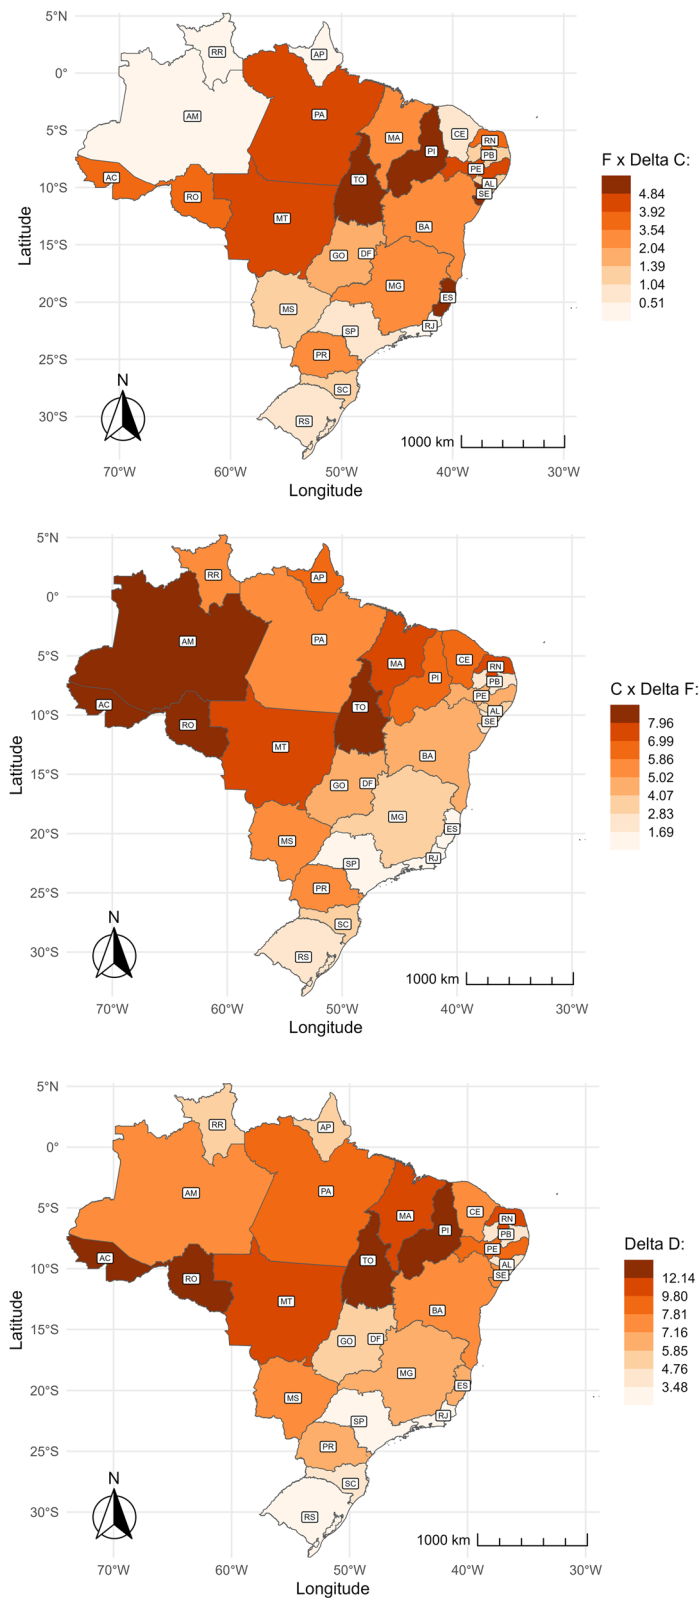 5°N
0°
5°S
10°S
15°S
20°S
25°S
30°S
Latitude
RR
AP
AM
PA
MA
CE
RN
PI
PB
PE
AC
TO
AL
SE
RO
MT
BA
GO
DF
MG
ES
MS
SP
RJ
PR
SC
RS
N
1000 km
70°W 60°W 50°W 40°W 30°W
Longitude
F x Delta C:
4.84
3.92
3.54
2.04
1.39
1.04
0.51
5°N
0°
5°S
10°S
15°S
20°S
25°S
30°S
Latitude
RR
AP
AM
PA
MA
CE
RN
PI
PB
PE
AC
TO
AL
SE
RO
MT
BA
GO
DF
MG
ES
MS
SP
RJ
PR
SC
RS
N
1000 km
70°W 60°W 50°W 40°W 30°W
Longitude
C x Delta F:
7.96
6.99
5.86
5.02
4.07
2.83
1.69
5°N
0°
5°S
10°S
15°S
20°S
25°S
30°S
Latitude
RR
AP
AM
PA
MA
CE
RN
PI
PB
PE
AC
TO
AL
SE
RO
MT
BA
GO
DF
MG
ES
MS
SP
RJ
PR
SC
RS
N
1000 km
70°W 60°W 50°W 40°W 30°W
Longitude
Delta D:
12.14
9.80
7.81
7.16
5.85
4.76
3.48